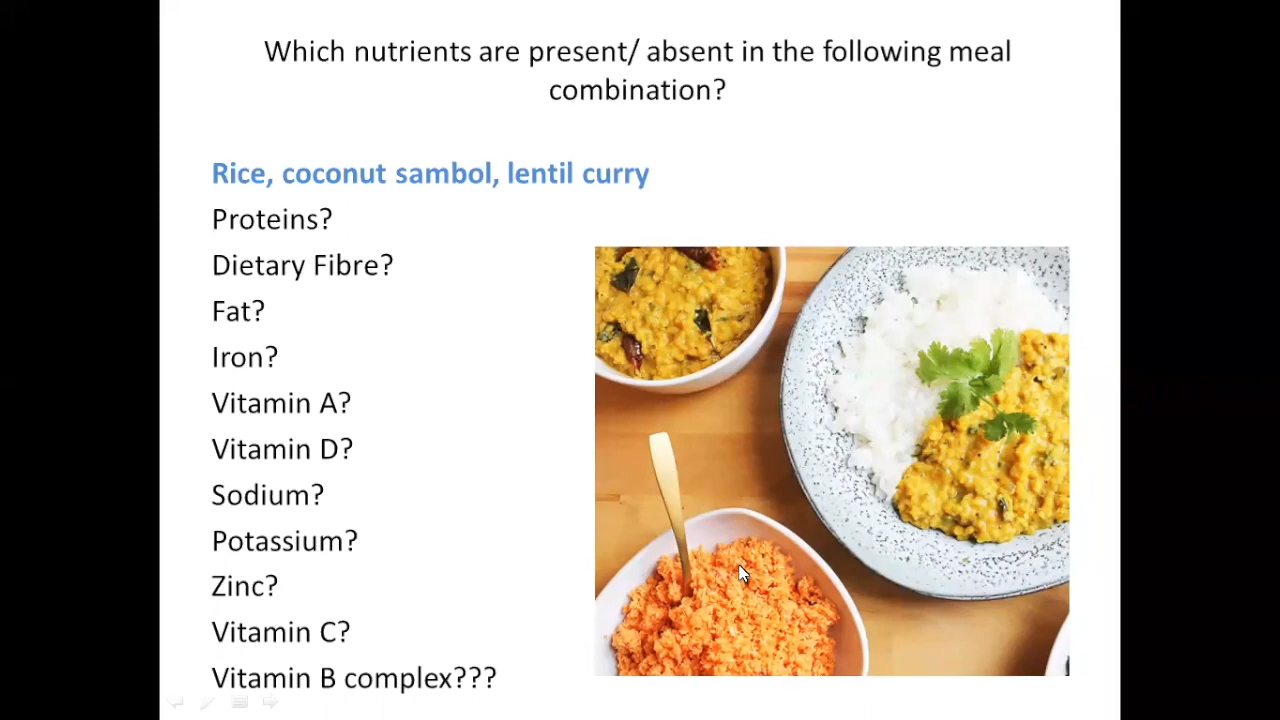 Which nutrients are present/ absent in the following meal
combination?
Rice, coconut sambol, lentil curry
Proteins?
Dietary Fibre?
Fat?
Iron?
Vitamin A?
Vitamin D?
Sodium?
Potassium?
Zinc?
Vitamin C?
Vitamin B complex???